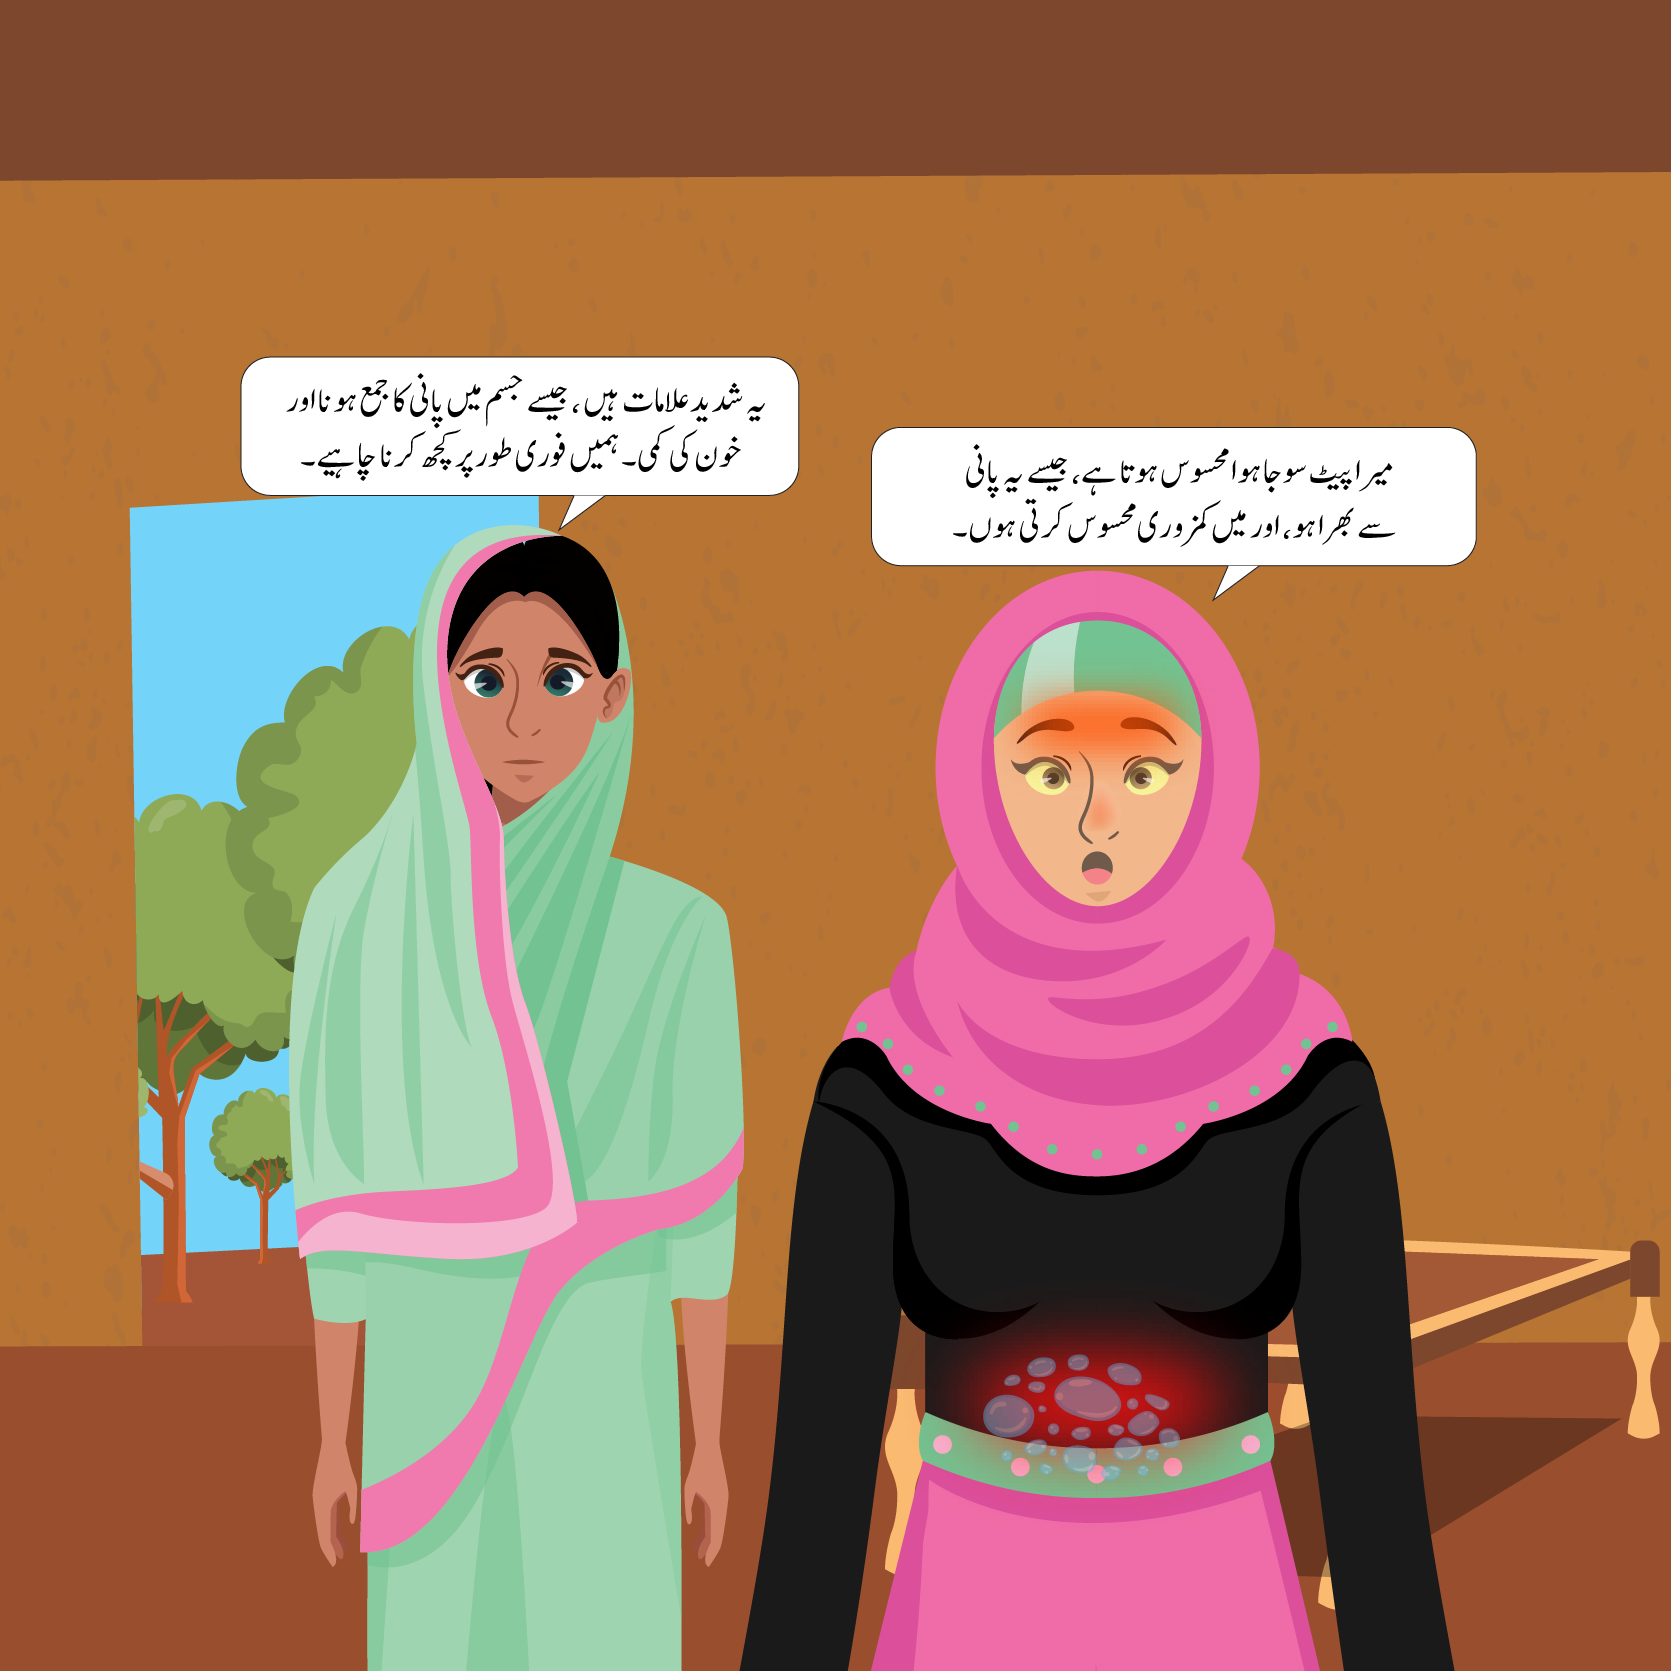 یہ شدید علامات ہیں، جیسے جسم میں پانی کا جمع ہونا اور
خون کی کمی۔ ہمیں فوری طور پر کچھ کرنا چاہیے۔
میرا پیٹ سوجا ہوا محسوس ہوتا ہے، جیسے یہ پانی
سے بھرا ہو، اور میں کمزوری محسوس کرتی ہوں۔